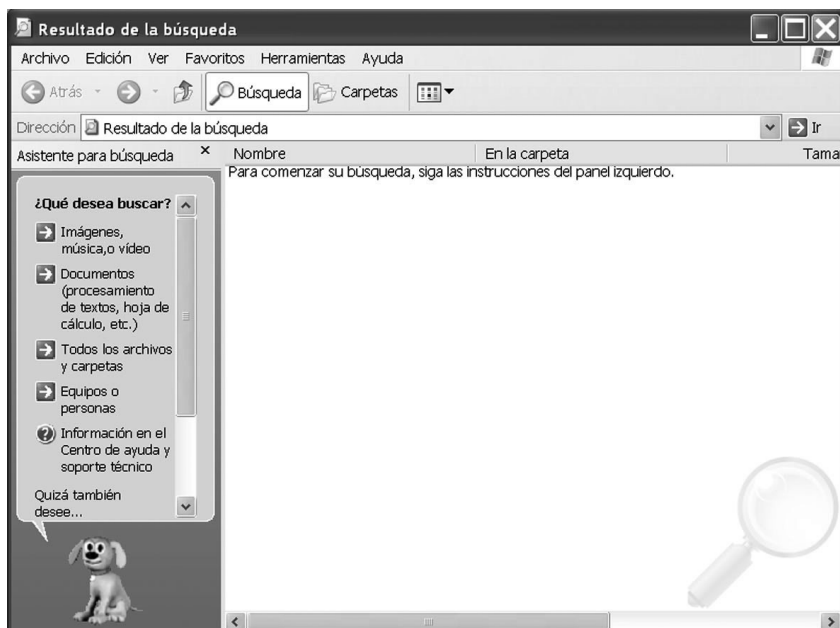 Resultado de la búsqueda
Archivo Edición Ver Favoritos Herramientas Ayuda
Atrás Búsqueda Carpetas
Dirección Resultado de la búsqueda Ir
Asistente para búsqueda × Nombre En la carpeta Tama
Para comenzar su búsqueda, siga las instrucciones del panel izquierdo.
¿Qué desea buscar?
Imágenes,
música,o vídeo
Documentos
(procesamiento
de textos, hoja de
cálculo, etc.)
Todos los archivos
y carpetas
Equipos o
personas
Información en el
Centro de ayuda y
soporte técnico
Quizá también
desee...